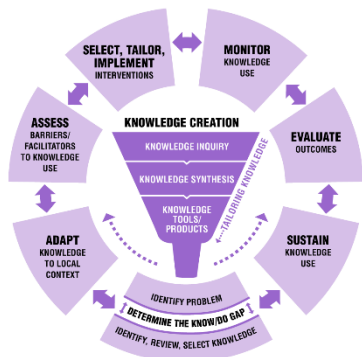 SELECT, TAILOR,
IMPLEMENT
INTERVENTIONS
MONITOR
KNOWLEDGE
USE
ASSESS
BARRIERS/
FACILITATORS
TO KNOWLEDGE
USE
KNOWLEDGE CREATION
KNOWLEDGE INQUIRY
KNOWLEDGE SYNTHESIS
KNOWLEDGE
TOOLS/
PRODUCTS
TAILORING KNOWLEDGE
EVALUATE
OUTCOMES
ADAPT
KNOWLEDGE
TO LOCAL
CONTEXT
SUSTAIN
KNOWLEDGE
USE
IDENTIFY PROBLEM
DETERMINE THE KNOW/DO GAP
IDENTIFY, REVIEW, SELECT KNOWLEDGE